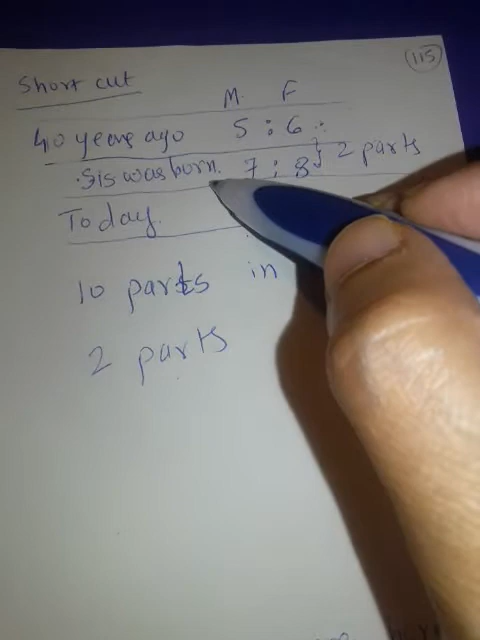 115
Short cut
M F
40 years ago 5 : 6
Sis was born. 7 : 8 } 2 parts
Today.
10 parts in
2 parts